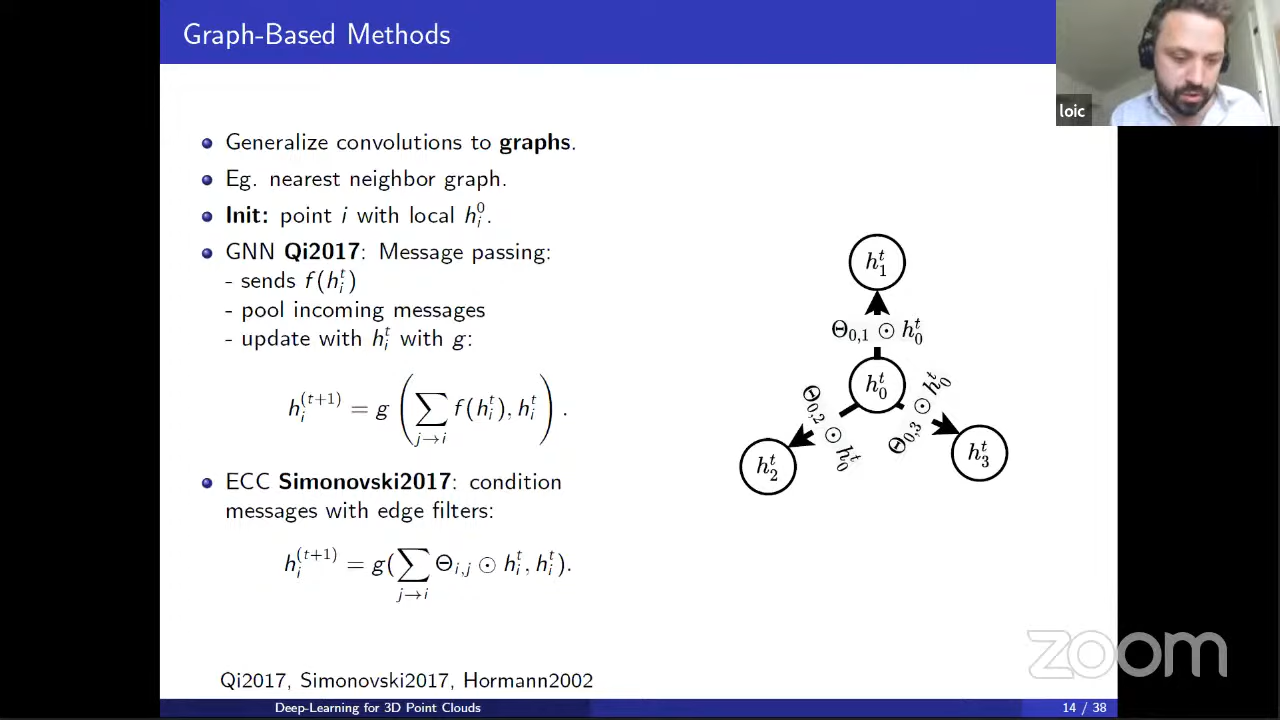 Graph-Based Methods
loic
Generalize convolutions to graphs.
Eg. nearest neighbor graph.
Init: point i with local h_i^0.
GNN Qi2017: Message passing:
- sends f(h_i^t)
- pool incoming messages
- update with h_i^t with g:
h_i^{(t+1)} = g ( ∑_{j→i} f(h_i^t), h_i^t ) .
ECC Simonovski2017: condition
messages with edge filters:
h_i^{(t+1)} = g(∑_{j→i} Θ_{i,j} ⊙ h_i^t, h_i^t).
h_1^t
Θ_{0,1} ⊙ h_0^t
h_0^t
Θ_{0,2} ⊙ h_0^t
Θ_{0,3} ⊙ h_0^t
h_2^t
h_3^t
zoom
Qi2017, Simonovski2017, Hormann2002
Deep-Learning for 3D Point Clouds
14 / 38